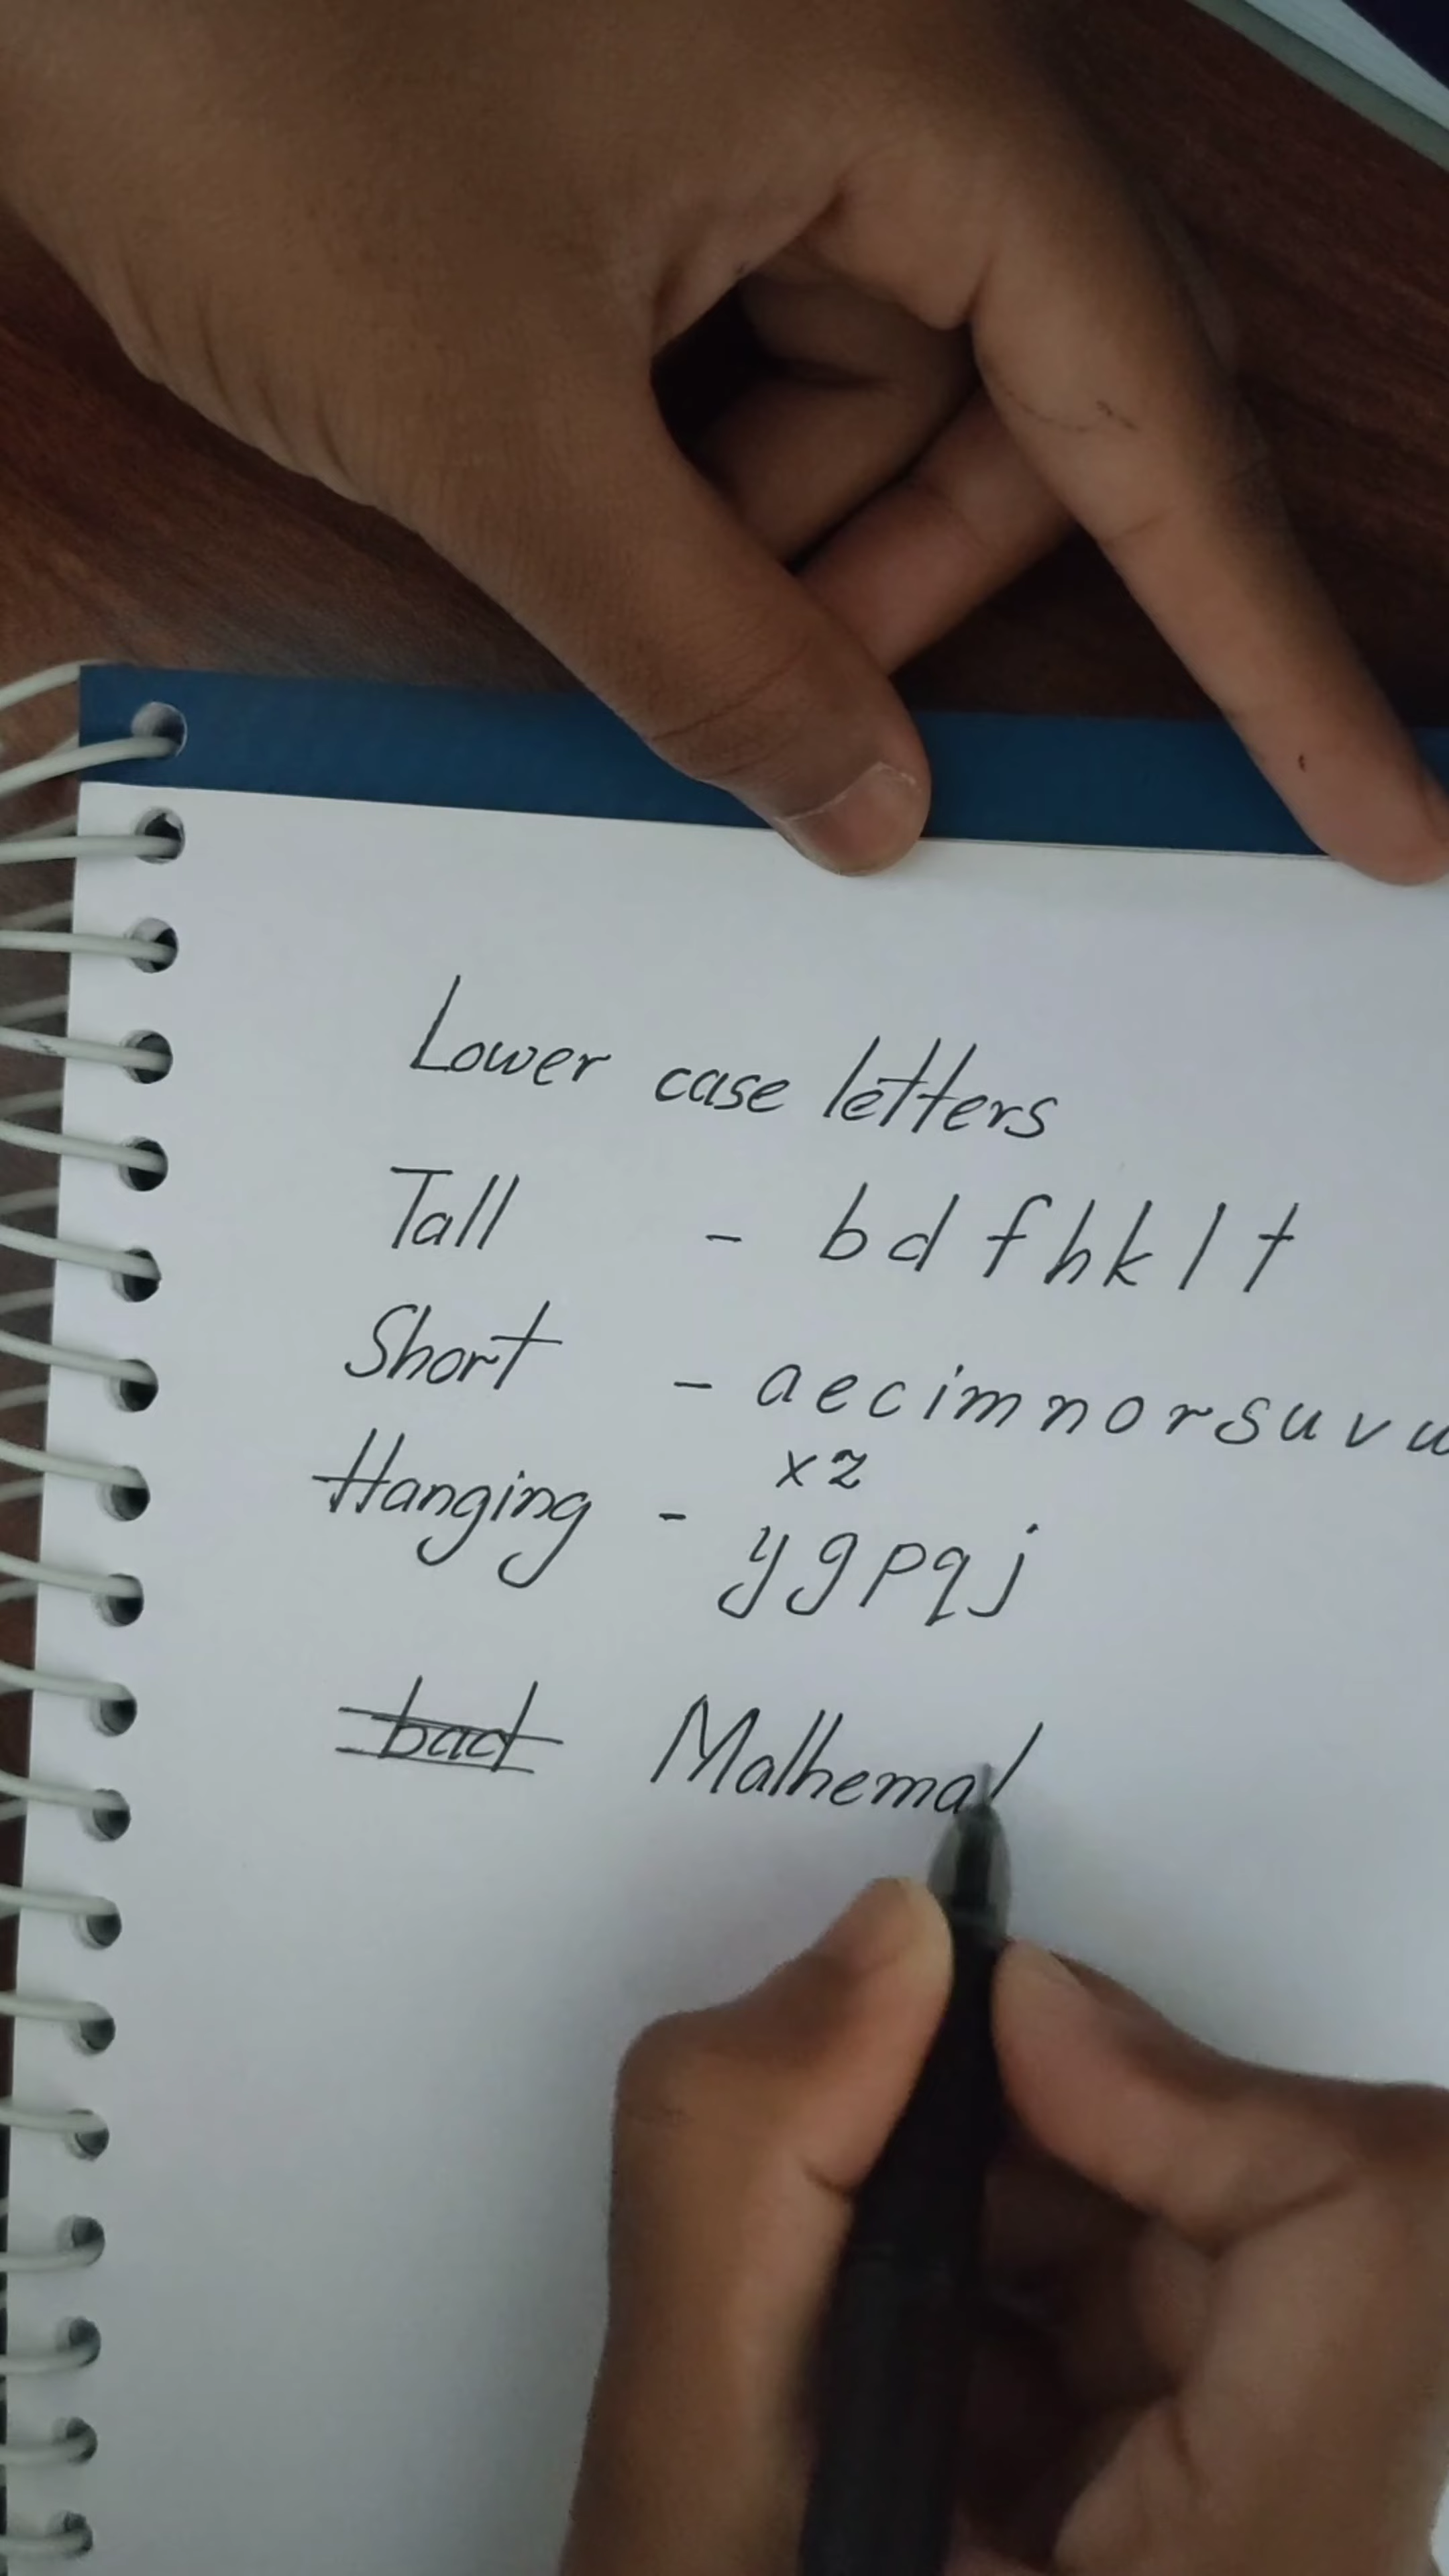 Lower case letters
Tall - b d f h k l t
Short - a e c i m n o r s u v w
x z
Hanging - y g p q j
bad Malhemal